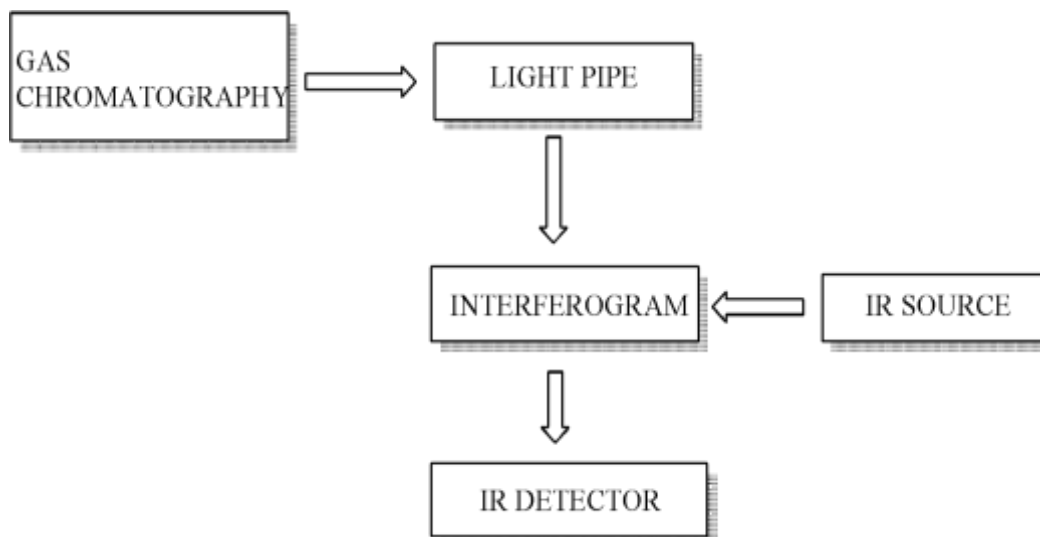 GAS
CHROMATOGRAPHY
LIGHT PIPE
INTERFEROGRAM
IR SOURCE
IR DETECTOR